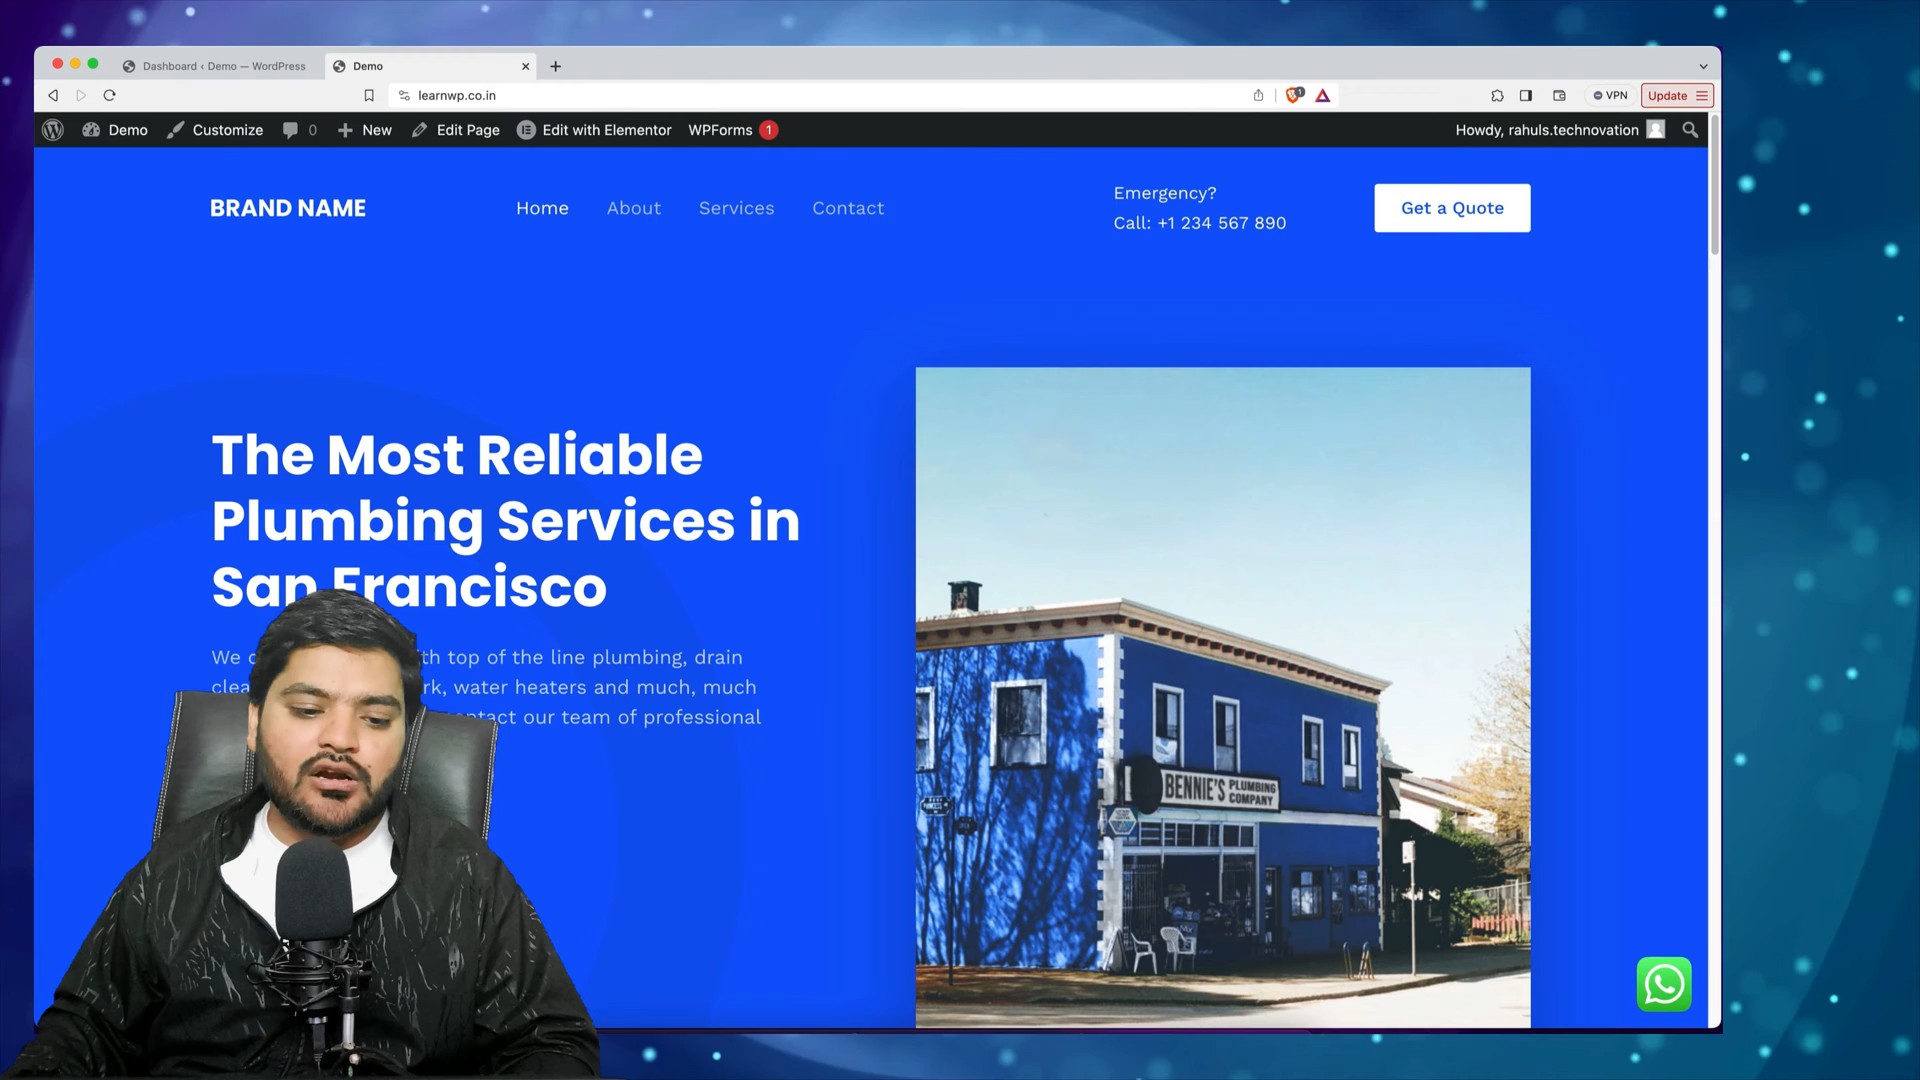 Dashboard ‹ Demo — WordPress
Demo
learnwp.co.in
1
VPN
Update
Demo
Customize
0
New
Edit Page
Edit with Elementor
WPForms
1
Howdy, rahuls.technovation
BRAND NAME
Home
About
Services
Contact
Emergency?
Call: +1 234 567 890
Get a Quote
The Most Reliable
Plumbing Services in
San Francisco
We th top of the line plumbing, drain
clea rk, water heaters and much, much
our team of professional
BENNIE'S PLUMBING
COMPANY